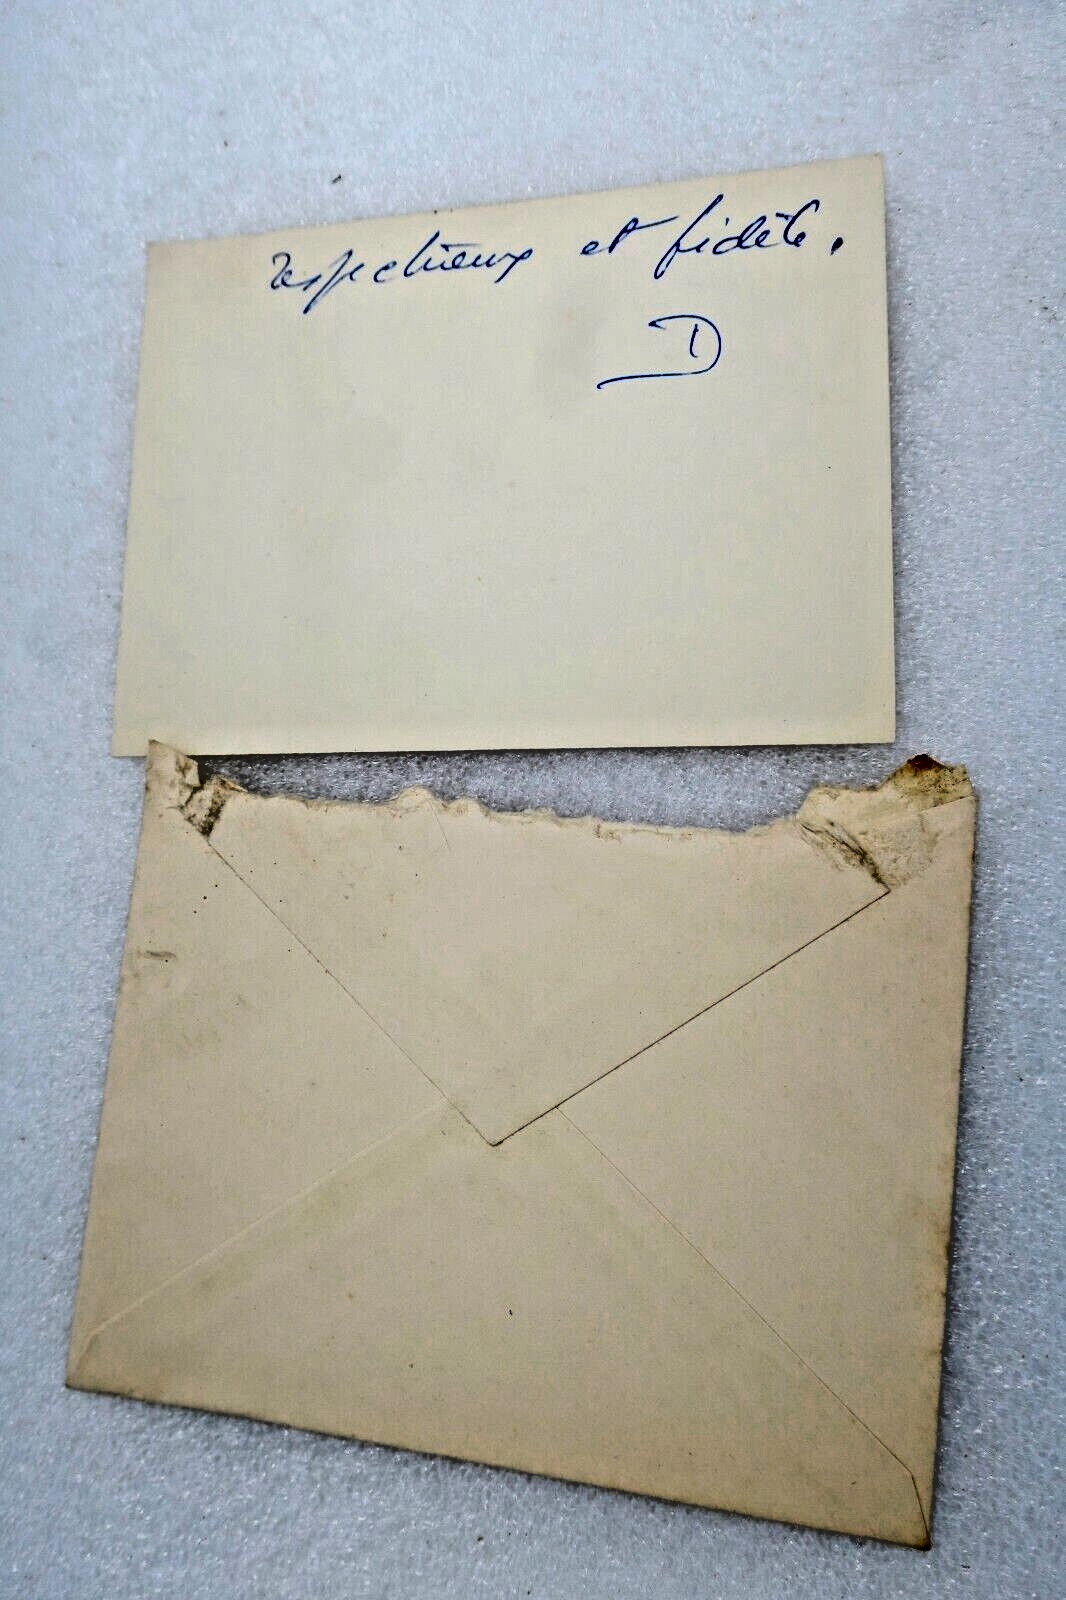 respectueux et fidèle.
D